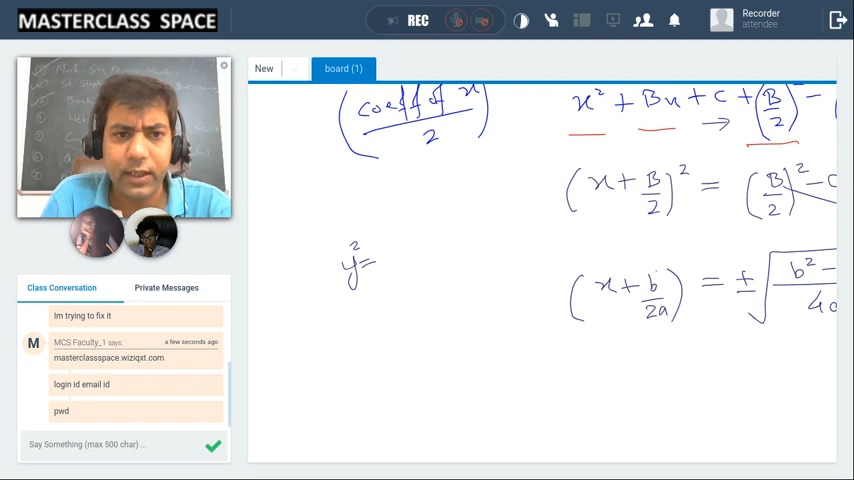 MASTERCLASS SPACE
REC
Recorder
attendee
New
board (1)
(coeff of x / 2)
x² + Bx + C + (B/2)² -
→
(x + B/2)² = (B/2)² - C
y² =
(x + b/2a) = ± √ b² - / 4a
Class Conversation
Private Messages
Im trying to fix it
M
MCS Faculty_1 says:
a few seconds ago
masterclassspace.wiziqxt.com
login id email id
pwd
Say Something (max 500 char) ...